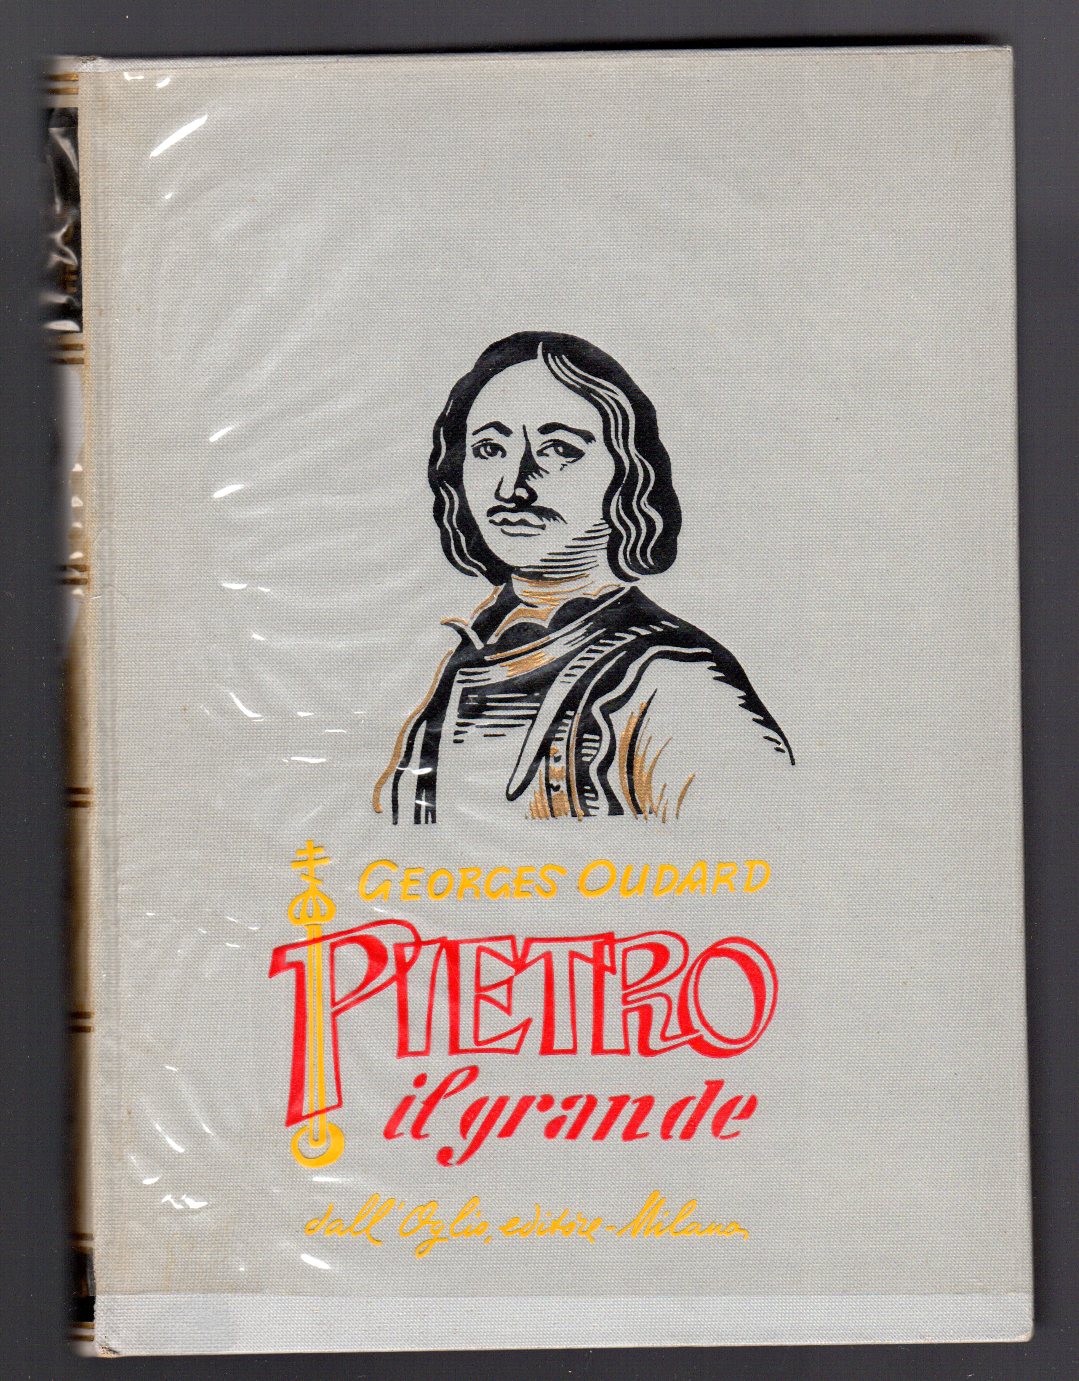 GEORGES OUDARD
PIETRO
il grande
dall'Oglio, editore - Milano